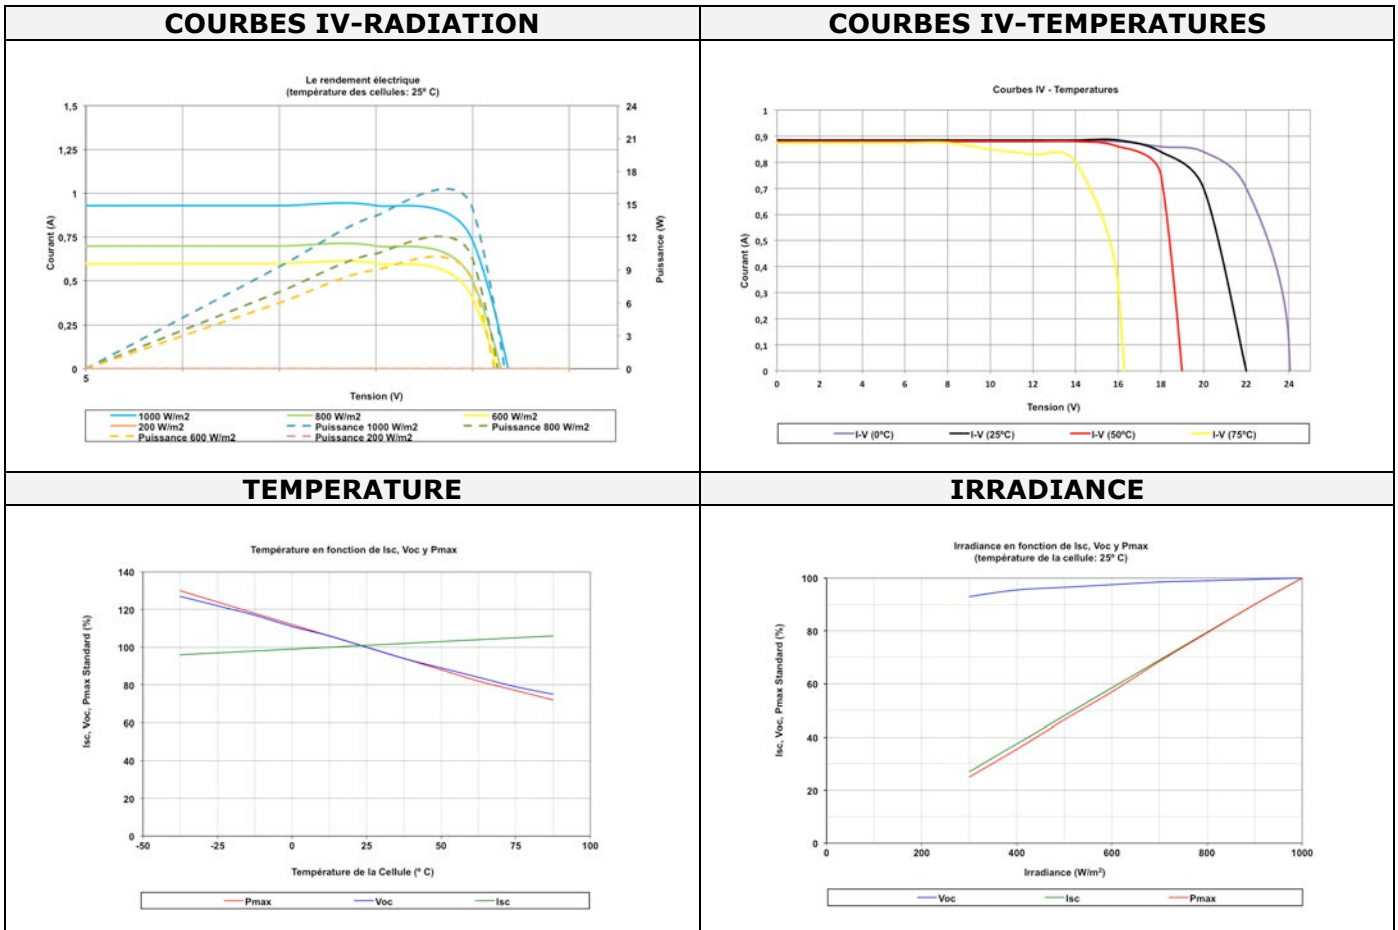 COURBES IV-RADIATION
Le rendement électrique
(température des cellules: 25º C)
1,5
1,25
1
0,75
0,5
0,25
0
Courant (A)
24
21
18
15
12
9
6
3
0
Puissance (W)
5
Tension (V)
1000 W/m2 800 W/m2 600 W/m2
200 W/m2 Puissance 1000 W/m2 Puissance 800 W/m2
Puissance 600 W/m2 Puissance 200 W/m2
COURBES IV-TEMPERATURES
Courbes IV - Temperatures
1
0,9
0,8
0,7
0,6
0,5
0,4
0,3
0,2
0,1
0
Courant (A)
0 2 4 6 8 10 12 14 16 18 20 22 24
Tension (V)
I-V (0ºC) I-V (25ºC) I-V (50ºC) I-V (75ºC)
TEMPERATURE
Température en fonction de Isc, Voc y Pmax
140
120
100
80
60
40
20
0
Isc, Voc, Pmax Standard (%)
-50 -25 0 25 50 75 100
Température de la Cellule (º C)
Pmax Voc Isc
IRRADIANCE
Irradiance en fonction de Isc, Voc y Pmax
(température de la cellule: 25º C)
100
80
60
40
20
0
Isc, Voc, Pmax Standard (%)
0 200 400 600 800 1000
Irradiance (W/m²)
Voc Isc Pmax